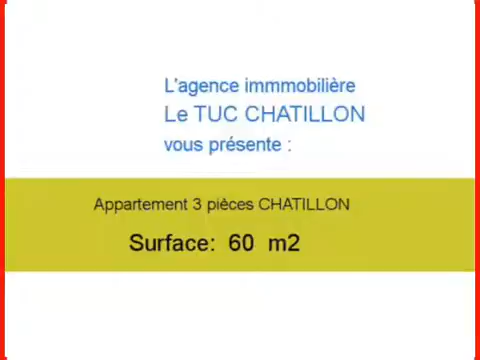 L'agence immmobilière
Le TUC CHATILLON
vous présente :
Appartement 3 pièces CHATILLON
Surface: 60 m2